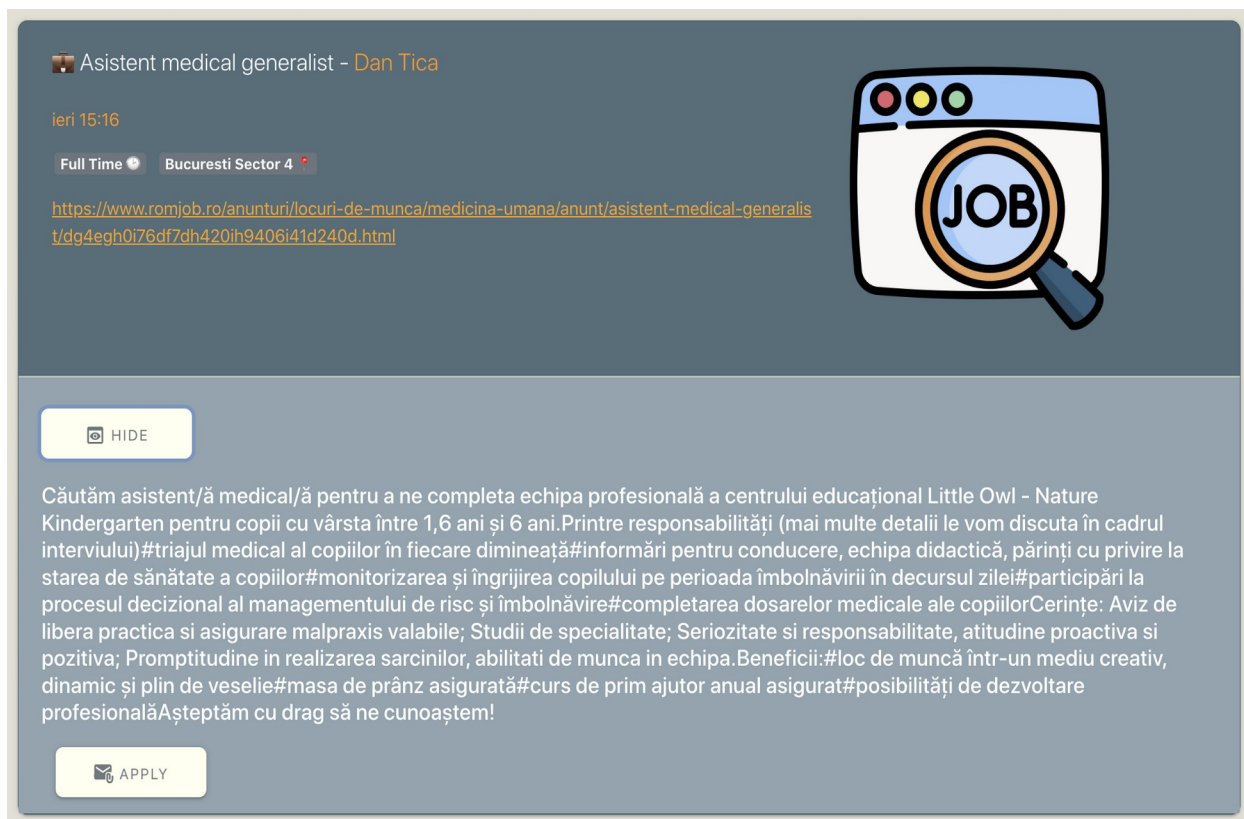 💼 Asistent medical generalist - Dan Tica
ieri 15:16
Full Time 🕑 Bucuresti Sector 4 📍
https://www.romjob.ro/anunturi/locuri-de-munca/medicina-umana/anunt/asistent-medical-generalis
t/dg4egh0i76df7dh420ih9406i41d240d.html
JOB
HIDE
Căutăm asistent/ă medical/ă pentru a ne completa echipa profesională a centrului educațional Little Owl - Nature
Kindergarten pentru copii cu vârsta între 1,6 ani și 6 ani.Printre responsabilități (mai multe detalii le vom discuta în cadrul
interviului)#triajul medical al copiilor în fiecare dimineață#informări pentru conducere, echipa didactică, părinți cu privire la
starea de sănătate a copiilor#monitorizarea și îngrijirea copilului pe perioada îmbolnăvirii în decursul zilei#participări la
procesul decizional al managementului de risc și îmbolnăvire#completarea dosarelor medicale ale copiilorCerințe: Aviz de
libera practica si asigurare malpraxis valabile; Studii de specialitate; Seriozitate si responsabilitate, atitudine proactiva si
pozitiva; Promptitudine in realizarea sarcinilor, abilitati de munca in echipa.Beneficii:#loc de muncă într-un mediu creativ,
dinamic și plin de veselie#masa de prânz asigurată#curs de prim ajutor anual asigurat#posibilități de dezvoltare
profesionalăAșteptăm cu drag să ne cunoaștem!
APPLY